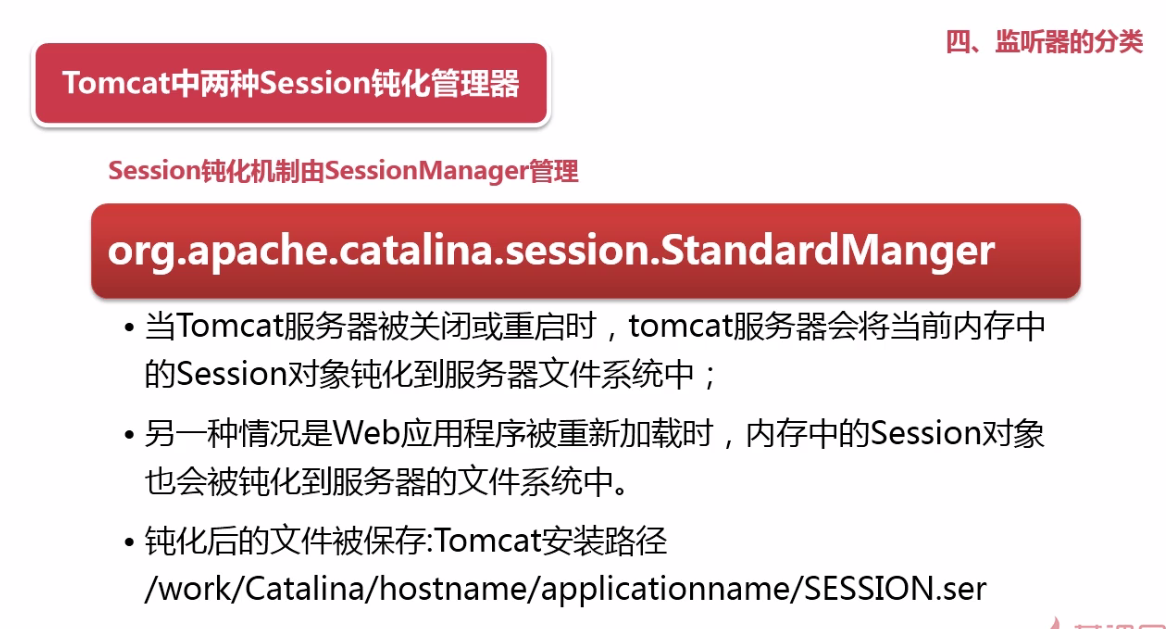 四、监听器的分类
Tomcat中两种Session钝化管理器
Session钝化机制由SessionManager管理
org.apache.catalina.session.StandardManger
• 当Tomcat服务器被关闭或重启时，tomcat服务器会将当前内存中
的Session对象钝化到服务器文件系统中；
• 另一种情况是Web应用程序被重新加载时，内存中的Session对象
也会被钝化到服务器的文件系统中。
• 钝化后的文件被保存:Tomcat安装路径
/work/Catalina/hostname/applicationname/SESSION.ser